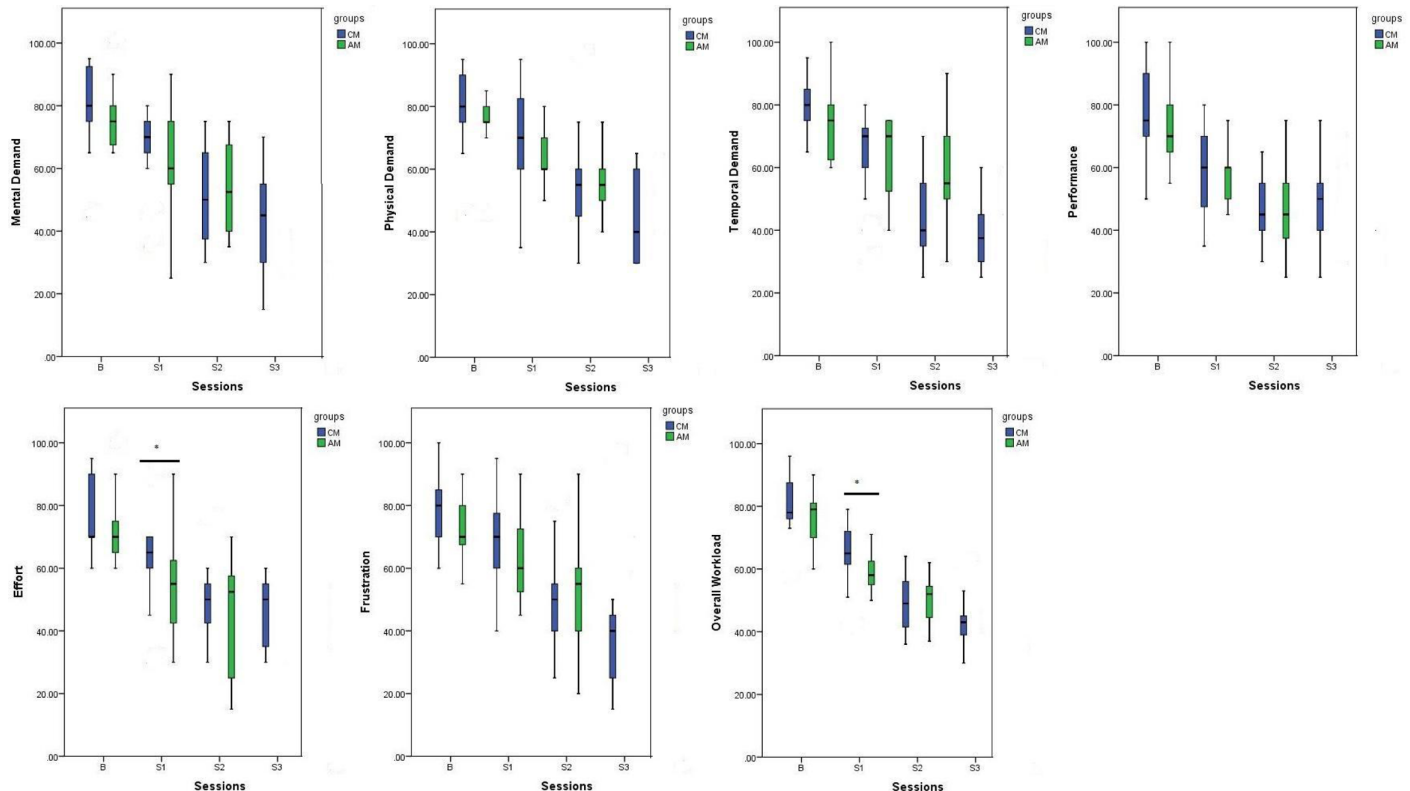 groups
CM
AM
Mental Demand
100.00
80.00
60.00
40.00
20.00
.00
B
S1
S2
S3
Sessions
groups
CM
AM
Physical Demand
100.00
80.00
60.00
40.00
20.00
.00
B
S1
S2
S3
Sessions
groups
CM
AM
Temporal Demand
100.00
80.00
60.00
40.00
20.00
.00
B
S1
S2
S3
Sessions
groups
CM
AM
Performance
100.00
80.00
60.00
40.00
20.00
.00
B
S1
S2
S3
Sessions
groups
CM
AM
Effort
100.00
80.00
60.00
40.00
20.00
.00
*
B
S1
S2
S3
Sessions
groups
CM
AM
Frustration
100.00
80.00
60.00
40.00
20.00
.00
B
S1
S2
S3
Sessions
groups
CM
AM
Overall Workload
100.00
80.00
60.00
40.00
20.00
.00
*
B
S1
S2
S3
Sessions